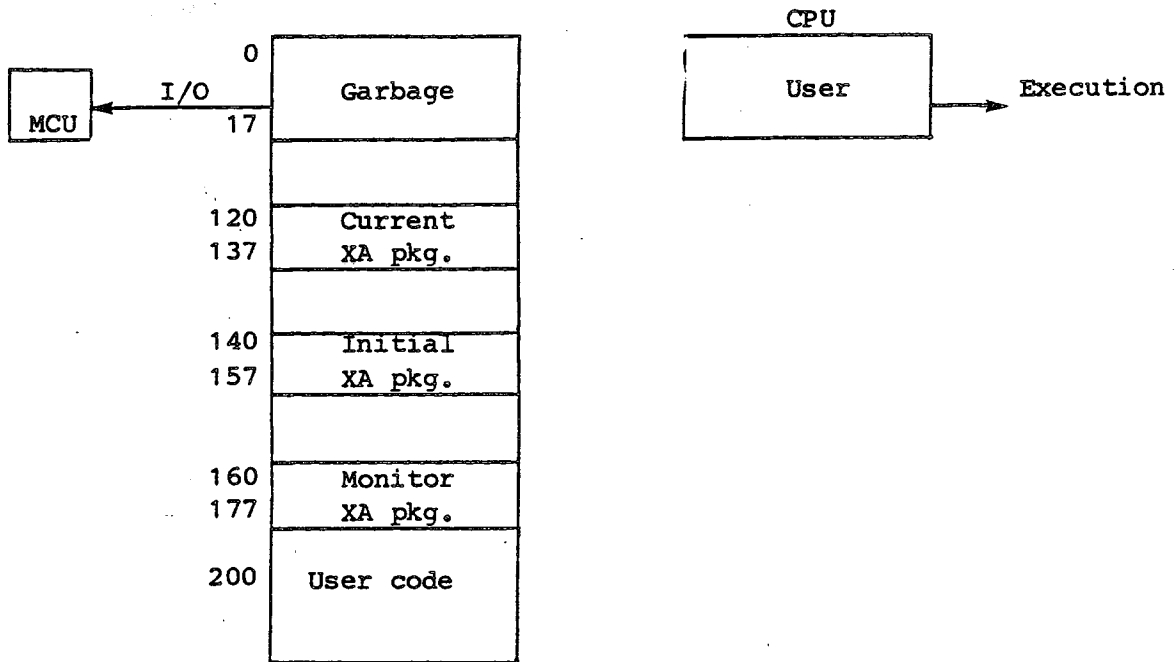 CPU
0
Garbage
User
Execution
I/O
MCU
17
120
Current
137
XA pkg.
140
Initial
157
XA pkg.
160
Monitor
177
XA pkg.
200
User code